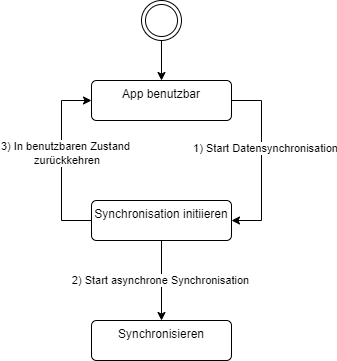 App benutzbar
3) In benutzbaren Zustand
zurückkehren
1) Start Datensynchronisation
Synchronisation initiieren
2) Start asynchrone Synchronisation
Synchronisieren